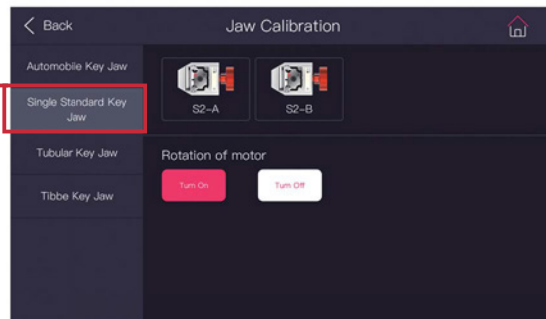 Back
Jaw Calibration
Automobile Key Jaw
Single Standard Key
Jaw
Tubular Key Jaw
Tibbe Key Jaw
S2-A
S2-B
Rotation of motor
Turn On
Turn Off